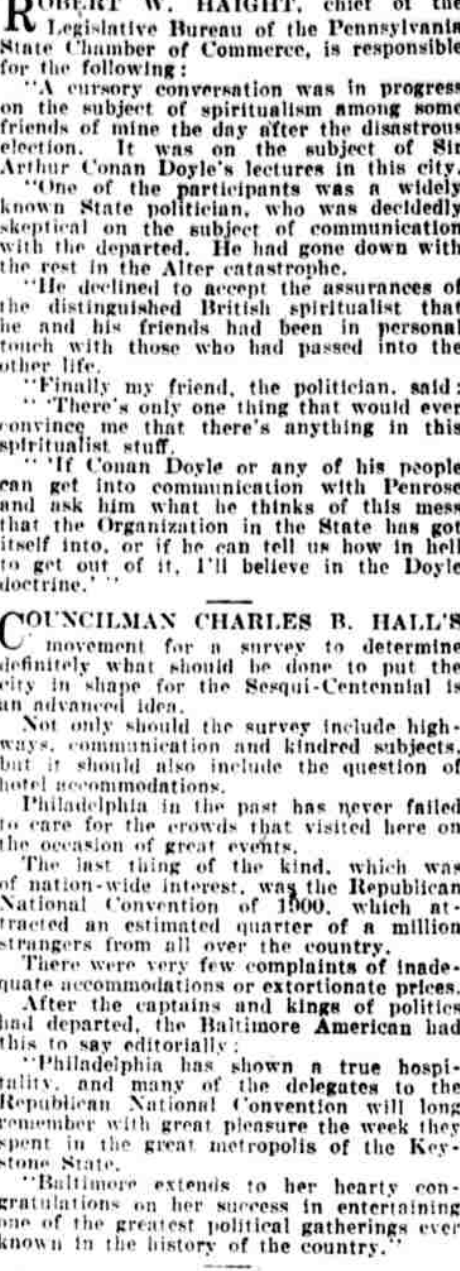 ROBERT W. HAIGHT, chief of the
Legislative Bureau of the Pennsylvania
State Chamber of Commerce, is responsible
for the following:
"A cursory conversation was in progress
on the subject of spiritualism among some
friends of mine the day after the disastrous
election. It was on the subject of Sir
Arthur Conan Doyle's lectures in this city.
"One of the participants was a widely
known State politician, who was decidedly
skeptical on the subject of communication
with the departed. He had gone down with
the rest in the Alter catastrophe.
"He declined to accept the assurances of
the distinguished British spiritualist that
he and his friends had been in personal
touch with those who had passed into the
other life.
"Finally my friend, the politician, said:
" 'There's only one thing that would ever
convince me that there's anything in this
spiritualist stuff.
" 'If Conan Doyle or any of his people
can get into communication with Penrose
and ask him what he thinks of this mess
that the Organization in the State has got
itself into, or if he can tell us how in hell
to get out of it, I'll believe in the Doyle
doctrine.' "
COUNCILMAN CHARLES B. HALL'S
movement for a survey to determine
definitely what should be done to put the
city in shape for the Sesqui-Centennial is
an advanced idea.
Not only should the survey include high-
ways, communication and kindred subjects,
but it should also include the question of
hotel accommodations.
Philadelphia in the past has never failed
to care for the crowds that visited here on
the occasion of great events.
The last thing of the kind, which was
of nation-wide interest, was the Republican
National Convention of 1900, which at-
tracted an estimated quarter of a million
strangers from all over the country.
There were very few complaints of inade-
quate accommodations or extortionate prices.
After the captains and kings of politics
had departed, the Baltimore American had
this to say editorially:
"Philadelphia has shown a true hospi-
tality, and many of the delegates to the
Republican National Convention will long
remember with great pleasure the week they
spent in the great metropolis of the Key-
stone State.
"Baltimore extends to her hearty con-
gratulations on her success in entertaining
one of the greatest political gatherings ever
known in the history of the country."